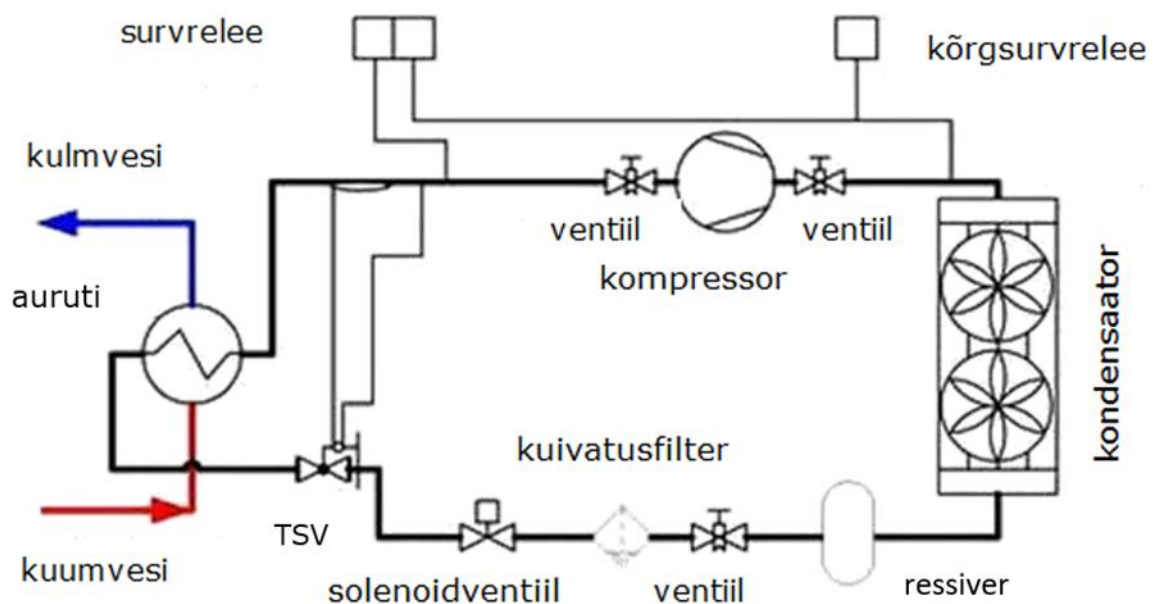 survrelee
kõrgsurvrelee
kulmvesi
ventiil
ventiil
kompressor
auruti
kondensaator
kuivatusfilter
TSV
kuumvesi
solenoidventiil
ventiil
ressiver